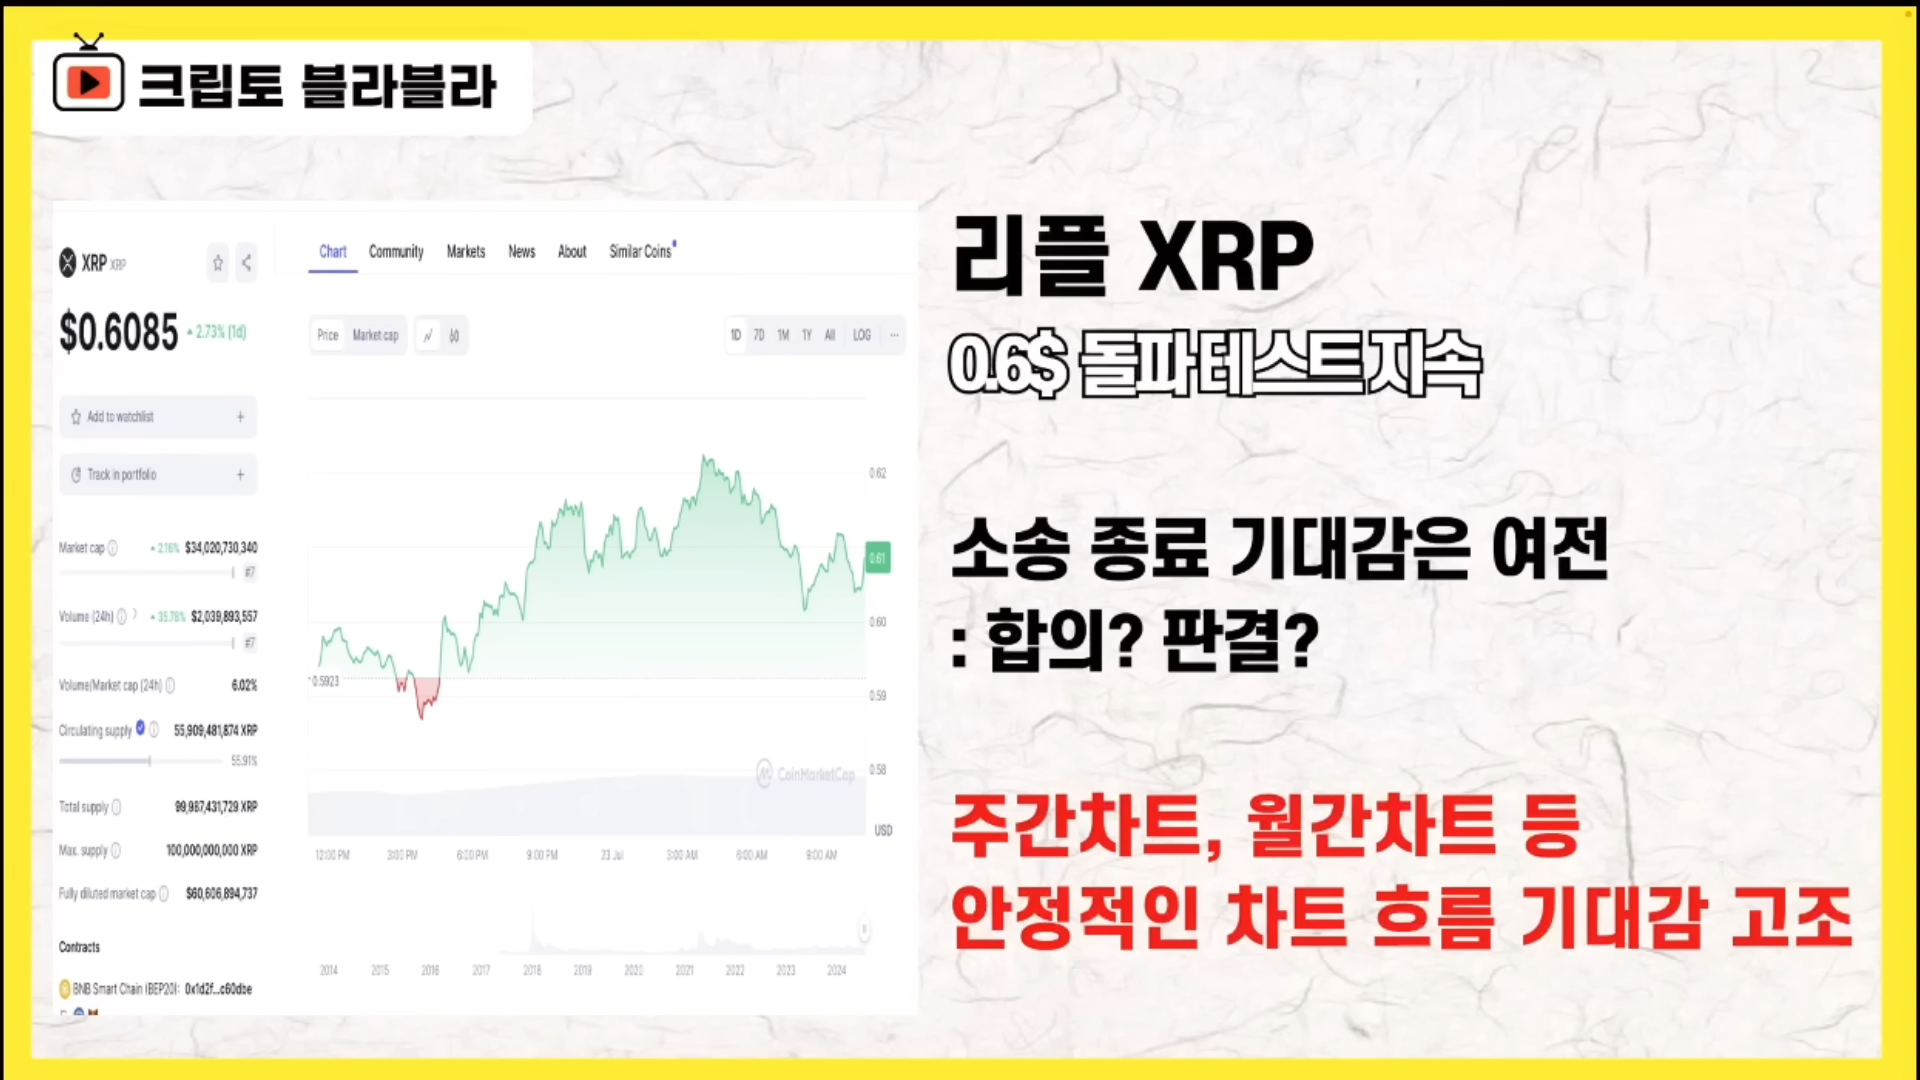 크립토 블라블라
XRP XRP
$0.6085 2.73% (1d)
Add to watchlist +
Track in portfolio +
Market cap 2.16% $34,020,730,340
#7
Volume (24h) 35.78% $2,039,893,557
#7
Volume/Market cap (24h) 6.02%
Circulating supply 55,909,481,874 XRP
55.91%
Total supply 99,987,431,729 XRP
Max. supply 100,000,000,000 XRP
Fully diluted market cap $60,606,894,737
Contracts
BNB Smart Chain (BEP20): 0x1d2f...c60dbe
Chart Community Markets News About Similar Coins
Price Market cap
1D 7D 1M 1Y All LOG ...
0.62
0.61
0.60
0.5923
0.59
0.58
CoinMarketCap
USD
12:00 PM 3:00 PM 6:00 PM 9:00 PM 23 Jul 3:00 AM 6:00 AM 9:00 AM
2014 2015 2016 2017 2018 2019 2020 2021 2022 2023 2024
리플 XRP
0.6$ 돌파 테스트 지속
소송 종료 기대감은 여전
: 합의? 판결?
주간차트, 월간차트 등
안정적인 차트 흐름 기대감 고조